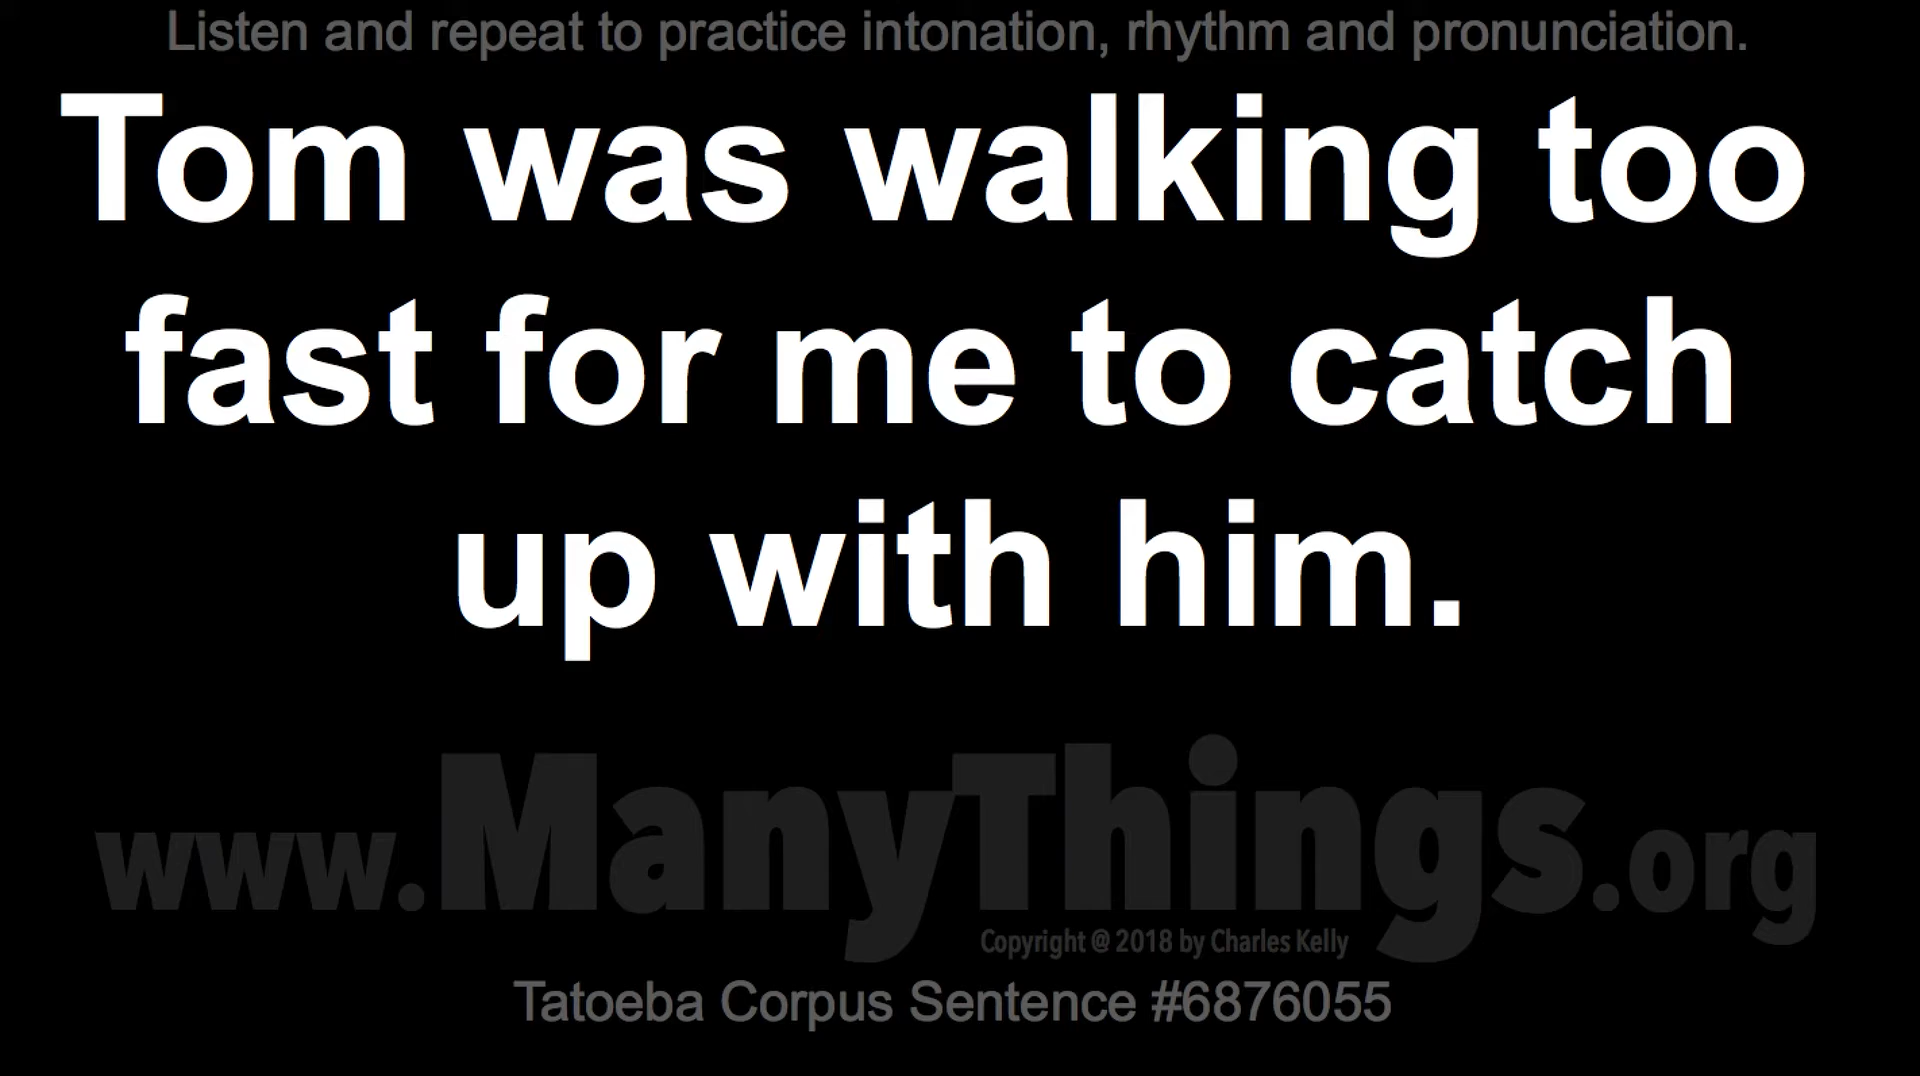 Listen and repeat to practice intonation, rhythm and pronunciation.
Tom was walking too
fast for me to catch
up with him.
www.ManyThings.org
Copyright @ 2018 by Charles Kelly
Tatoeba Corpus Sentence #6876055